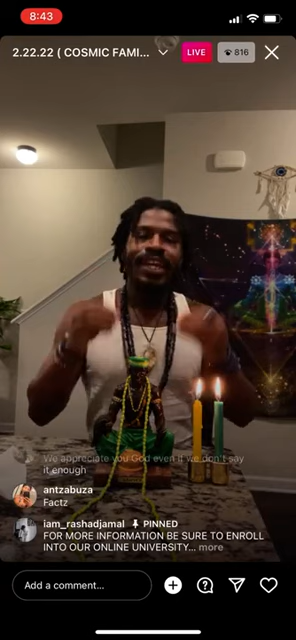 8:43
2.22.22 ( COSMIC FAMI...
LIVE
816
We appreciate you God even if we don't say
it enough
antzabuza
Factz
iam_rashadjamal PINNED
FOR MORE INFORMATION BE SURE TO ENROLL
INTO OUR ONLINE UNIVERSITY... more
Add a comment...